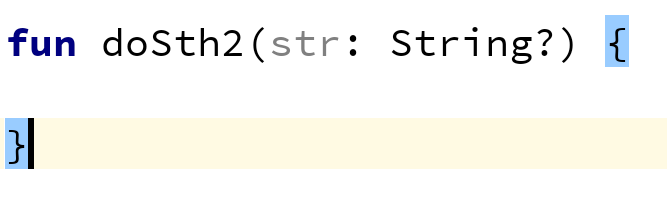 fun doSth2(str: String?) {
}